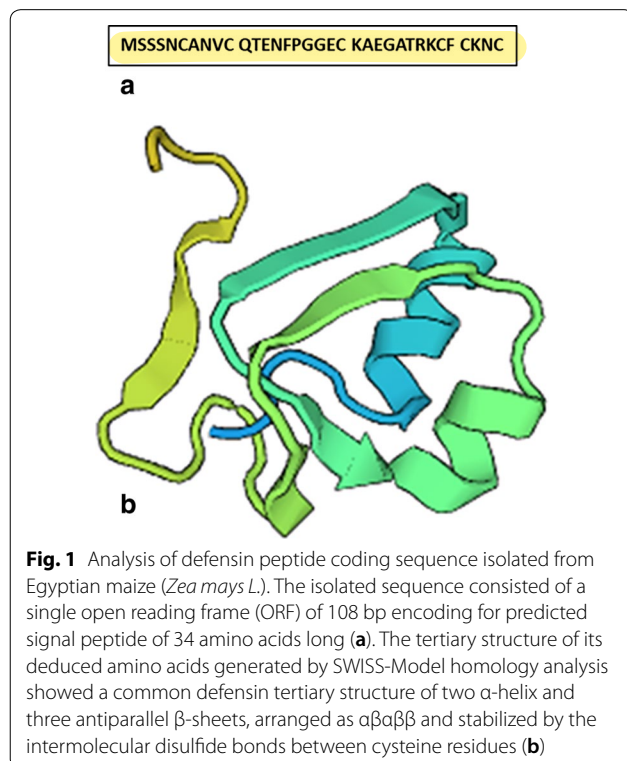 MSSSNCANVC QTENFPGGEC KAEGATRKCF CKNC
a
b
Fig. 1 Analysis of defensin peptide coding sequence isolated from
Egyptian maize (Zea mays L.). The isolated sequence consisted of a
single open reading frame (ORF) of 108 bp encoding for predicted
signal peptide of 34 amino acids long (a). The tertiary structure of its
deduced amino acids generated by SWISS-Model homology analysis
showed a common defensin tertiary structure of two α-helix and
three antiparallel β-sheets, arranged as αβαββ and stabilized by the
intermolecular disulfide bonds between cysteine residues (b)